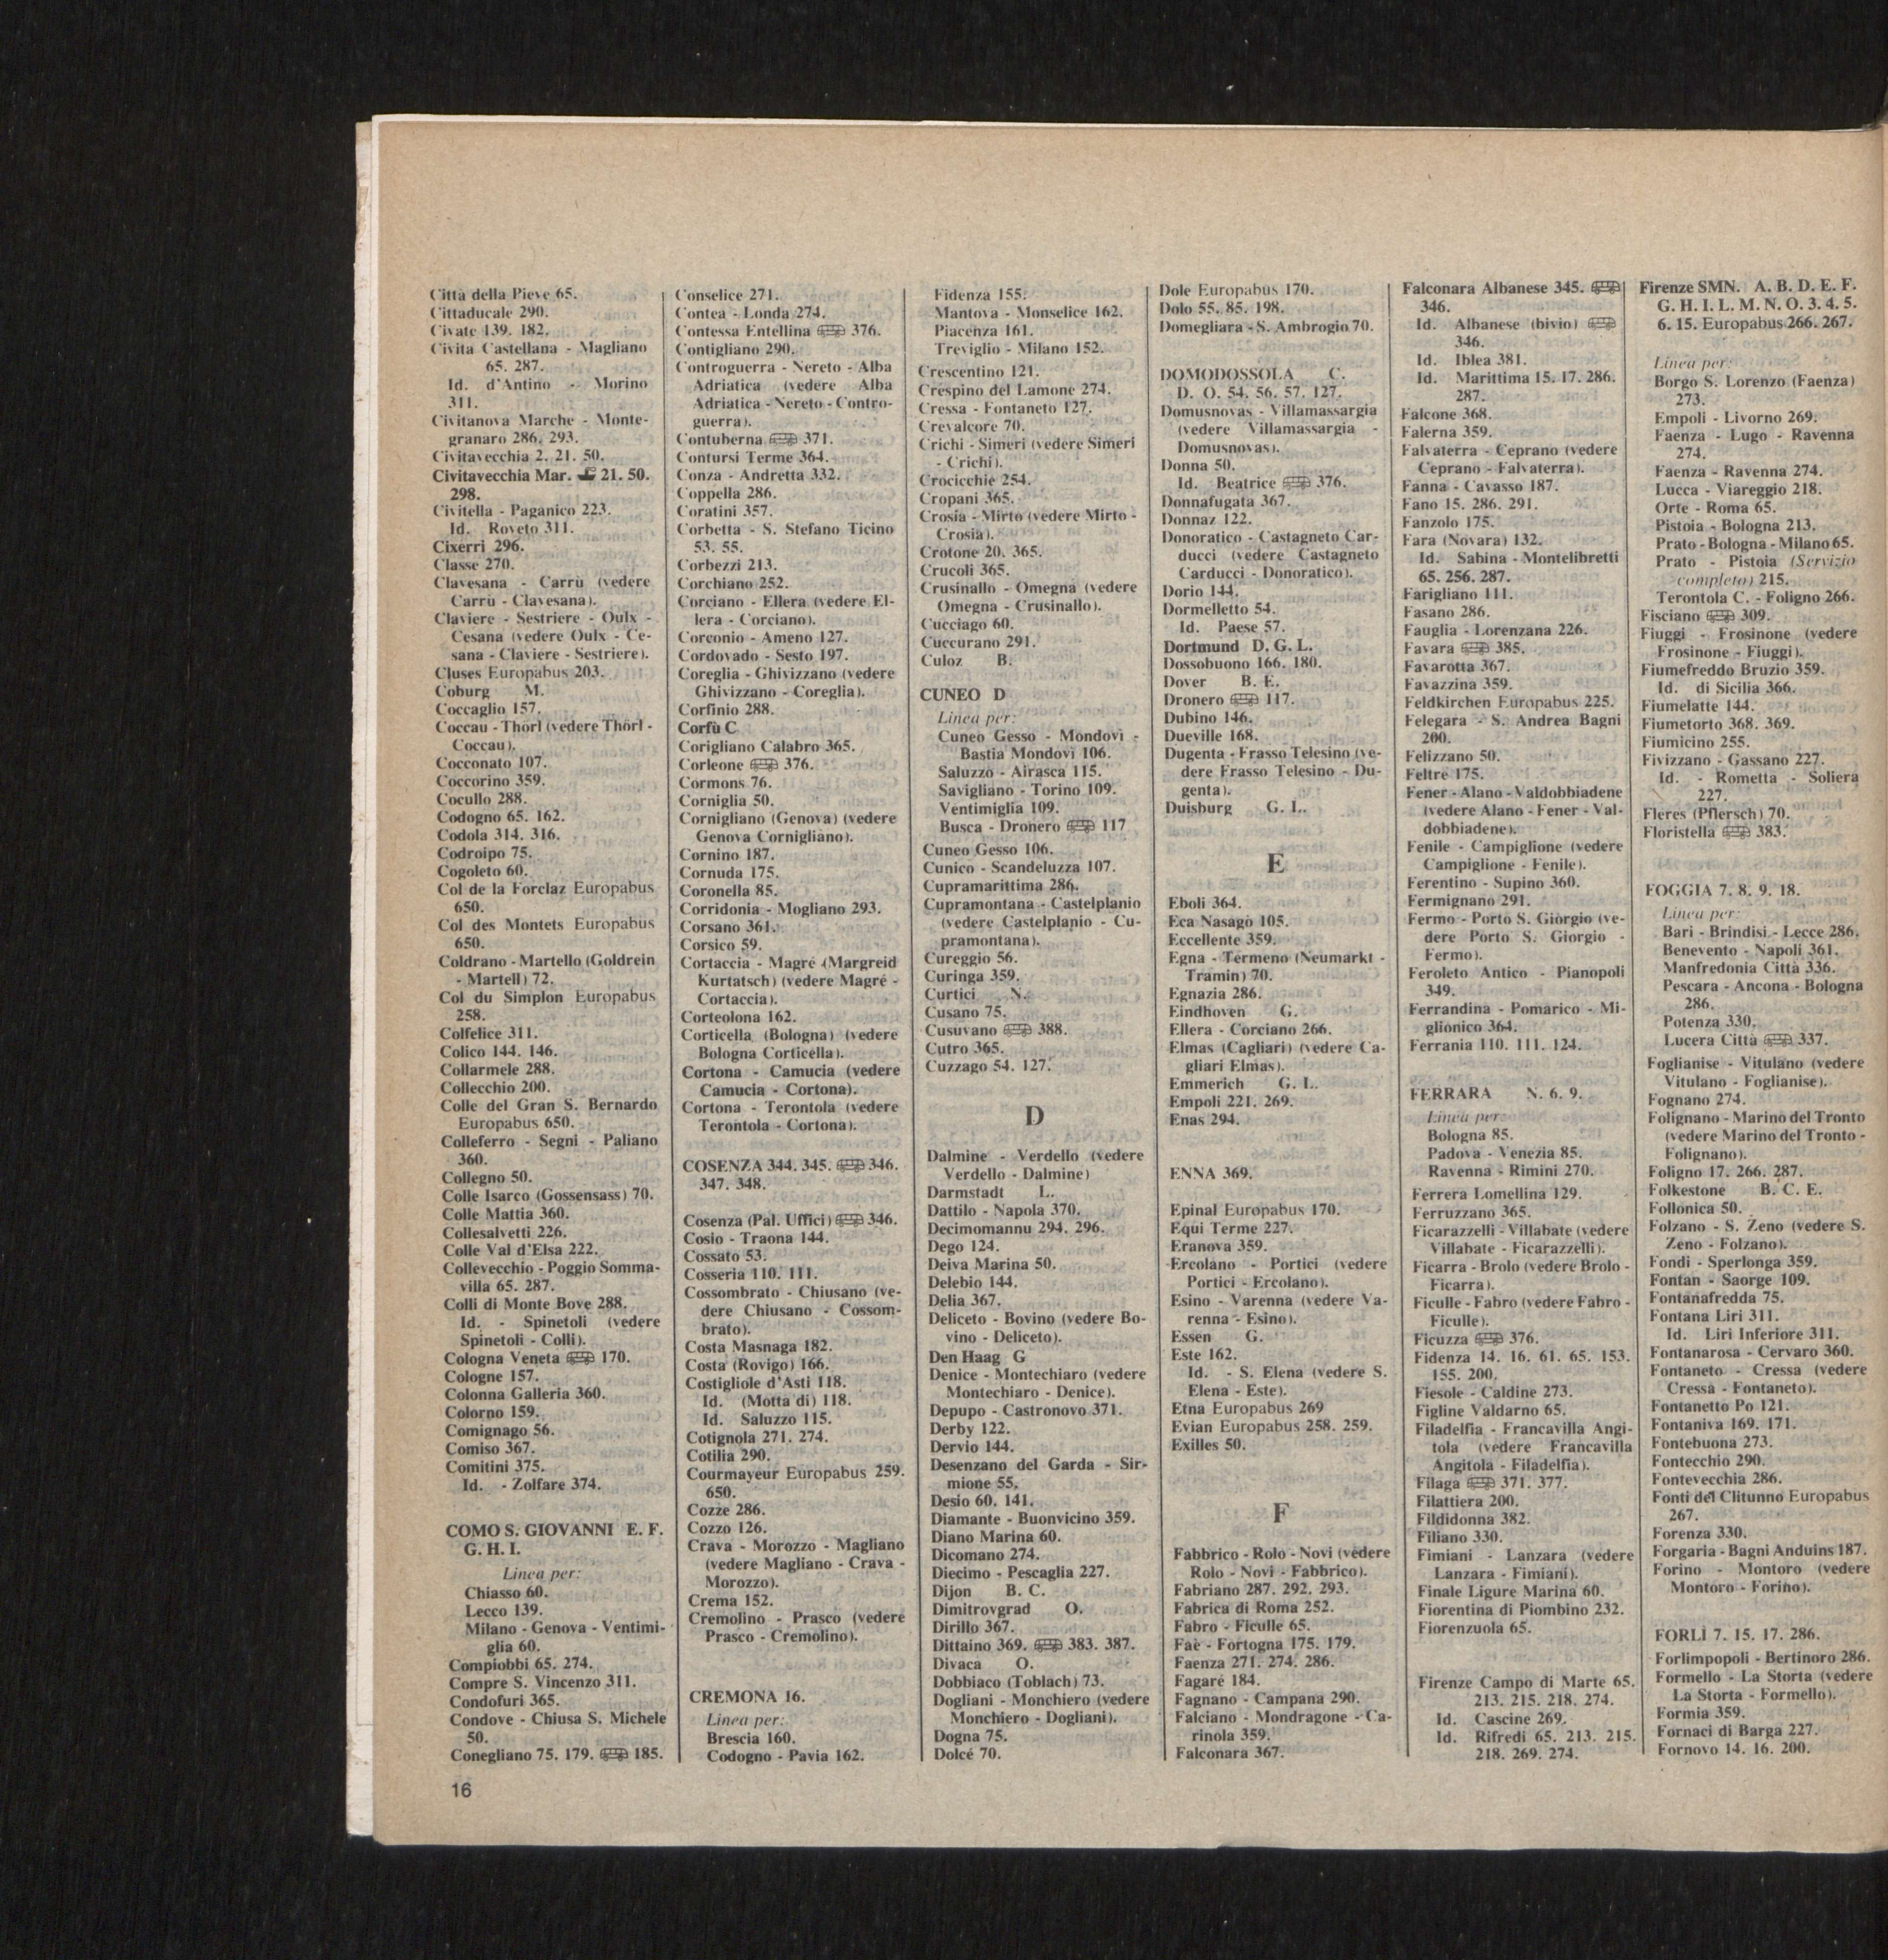 Città della Pieve 65.
Cittaducale 290.
Civate 139. 182.
Civita Castellana - Magliano
65. 287.
Id. d'Antino - Morino
311.
Civitanova Marche - Monte-
granaro 286. 293.
Civitavecchia 2. 21. 50.
Civitavecchia Mar. 21. 50.
298.
Civitella - Paganico 223.
Id. Roveto 311.
Cixerri 296.
Classe 270.
Clavesana - Carrù (vedere
Carrù - Clavesana).
Claviere - Sestriere - Oulx -
Cesana (vedere Oulx - Ce-
sana - Claviere - Sestriere).
Cluses Europabus 203.
Coburg M.
Coccaglio 157.
Coccau - Thörl (vedere Thörl -
Coccau).
Cocconato 107.
Coccorino 359.
Cocullo 288.
Codogno 65. 162.
Codola 314. 316.
Codroipo 75.
Cogoleto 60.
Col de la Forclaz Europabus
650.
Col des Montets Europabus
650.
Coldrano - Martello (Goldrein
- Martell) 72.
Col du Simplon Europabus
258.
Colfelice 311.
Colico 144. 146.
Collarmele 288.
Collecchio 200.
Colle del Gran S. Bernardo
Europabus 650.
Colleferro - Segni - Paliano
360.
Collegno 50.
Colle Isarco (Gossensass) 70.
Colle Mattia 360.
Collesalvetti 226.
Colle Val d'Elsa 222.
Collevecchio - Poggio Somma-
villa 65. 287.
Colli di Monte Bove 288.
Id. - Spinetoli (vedere
Spinetoli - Colli).
Cologna Veneta 170.
Cologne 157.
Colonna Galleria 360.
Colorno 159.
Comignago 56.
Comiso 367.
Comitini 375.
Id. - Zolfare 374.
COMO S. GIOVANNI E. F.
G. H. I.
Linea per:
Chiasso 60.
Lecco 139.
Milano - Genova - Ventimi-
glia 60.
Compiobbi 65. 274.
Compre S. Vincenzo 311.
Condofuri 365.
Condove - Chiusa S. Michele
50.
Conegliano 75. 179. 185.
16
Conselice 271.
Contea - Londa 274.
Contessa Entellina 376.
Contigliano 290.
Controguerra - Nereto - Alba
Adriatica (vedere Alba
Adriatica - Nereto - Contro-
guerra).
Contuberna 371.
Contursi Terme 364.
Conza - Andretta 332.
Coppella 286.
Coratini 357.
Corbetta - S. Stefano Ticino
53. 55.
Corbezzi 213.
Corchiano 252.
Corciano - Ellera (vedere El-
lera - Corciano).
Corconio - Ameno 127.
Cordovado - Sesto 197.
Coreglia - Ghivizzano (vedere
Ghivizzano - Coreglia).
Corfinio 288.
Corfù C
Corigliano Calabro 365.
Corleone 376.
Cormons 76.
Corniglia 50.
Cornigliano (Genova) (vedere
Genova Cornigliano).
Cornino 187.
Cornuda 175.
Coronella 85.
Corridonia - Mogliano 293.
Corsano 361.
Corsico 59.
Cortaccia - Magré (Margreid
Kurtatsch) (vedere Magré -
Cortaccia).
Corteolona 162.
Corticella (Bologna) (vedere
Bologna Corticella).
Cortona - Camucia (vedere
Camucia - Cortona).
Cortona - Terontola (vedere
Terontola - Cortona).
COSENZA 344. 345. 346.
347. 348.
Cosenza (Pal. Uffici) 346.
Cosio - Traona 144.
Cossato 53.
Cosseria 110. 111.
Cossombrato - Chiusano (ve-
dere Chiusano - Cossom-
brato).
Costa Masnaga 182.
Costa (Rovigo) 166.
Costigliole d'Asti 118.
Id. (Motta di) 118.
Id. Saluzzo 115.
Cotignola 271. 274.
Cotilia 290.
Courmayeur Europabus 259.
650.
Cozze 286.
Cozzo 126.
Crava - Morozzo - Magliano
(vedere Magliano - Crava -
Morozzo).
Crema 152.
Cremolino - Prasco (vedere
Prasco - Cremolino).
CREMONA 16.
Linea per:
Brescia 160.
Codogno - Pavia 162.
Fidenza 155.
Mantova - Monselice 162.
Piacenza 161.
Treviglio - Milano 152.
Crescentino 121.
Crespino del Lamone 274.
Cressa - Fontaneto 127.
Crevalcore 70.
Crichi - Simeri (vedere Simeri
- Crichi).
Crocicchie 254.
Cropani 365.
Crosia - Mirto (vedere Mirto -
Crosia).
Crotone 20. 365.
Crucoli 365.
Crusinallo - Omegna (vedere
Omegna - Crusinallo).
Cucciago 60.
Cuccurano 291.
Culoz B.
CUNEO D
Linea per:
Cuneo Gesso - Mondovì -
Bastia Mondovì 106.
Saluzzo - Airasca 115.
Savigliano - Torino 109.
Ventimiglia 109.
Busca - Dronero 117
Cuneo Gesso 106.
Cunico - Scandeluzza 107.
Cupramarittima 286.
Cupramontana - Castelplanio
(vedere Castelplanio - Cu-
pramontana).
Cureggio 56.
Curinga 359.
Curtici N.
Cusano 75.
Cusuvano 388.
Cutro 365.
Cuzzago 54. 127.
D
Dalmine - Verdello (vedere
Verdello - Dalmine)
Darmstadt L.
Dattilo - Napola 370.
Decimomannu 294. 296.
Dego 124.
Deiva Marina 50.
Delebio 144.
Delia 367.
Deliceto - Bovino (vedere Bo-
vino - Deliceto).
Den Haag G
Denice - Montechiaro (vedere
Montechiaro - Denice).
Depupo - Castronovo 371.
Derby 122.
Dervio 144.
Desenzano del Garda - Sir-
mione 55.
Desio 60. 141.
Diamante - Buonvicino 359.
Diano Marina 60.
Dicomano 274.
Diecimo - Pescaglia 227.
Dijon B. C.
Dimitrovgrad O.
Dirillo 367.
Dittaino 369. 383. 387.
Divaca O.
Dobbiaco (Toblach) 73.
Dogliani - Monchiero (vedere
Monchiero - Dogliani).
Dogna 75.
Dolcé 70.
Dole Europabus 170.
Dolo 55. 85. 198.
Domegliara - S. Ambrogio 70.
DOMODOSSOLA C.
D. O. 54. 56. 57. 127.
Domusnovas - Villamassargia
(vedere Villamassargia -
Domusnovas).
Donna 50.
Id. Beatrice 376.
Donnafugata 367.
Donnaz 122.
Donoratico - Castagneto Car-
ducci (vedere Castagneto
Carducci - Donoratico).
Dorio 144.
Dormelletto 54.
Id. Paese 57.
Dortmund D. G. L.
Dossobuono 166. 180.
Dover B. E.
Dronero 117.
Dubino 146.
Dueville 168.
Dugenta - Frasso Telesino (ve-
dere Frasso Telesino - Du-
genta).
Duisburg G. L.
E
Eboli 364.
Eca Nasagò 105.
Eccellente 359.
Egna - Termeno (Neumarkt -
Tramin) 70.
Egnazia 286.
Eindhoven G.
Ellera - Corciano 266.
Elmas (Cagliari) (vedere Ca-
gliari Elmas).
Emmerich G. L.
Empoli 221. 269.
Enas 294.
ENNA 369.
Epinal Europabus 170.
Equi Terme 227.
Eranova 359.
Ercolano - Portici (vedere
Portici - Ercolano).
Esino - Varenna (vedere Va-
renna - Esino).
Essen G.
Este 162.
Id. - S. Elena (vedere S.
Elena - Este).
Etna Europabus 269
Evian Europabus 258. 259.
Exilles 50.
F
Fabbrico - Rolo - Novi (vedere
Rolo - Novi - Fabbrico).
Fabriano 287. 292. 293.
Fabrica di Roma 252.
Fabro - Ficulle 65.
Faè - Fortogna 175. 179.
Faenza 271. 274. 286.
Fagaré 184.
Fagnano - Campana 290.
Falciano - Mondragone - Ca-
rinola 359.
Falconara 367.
Falconara Albanese 345.
346.
Id. Albanese (bivio)
346.
Id. Iblea 381.
Id. Marittima 15. 17. 286.
287.
Falcone 368.
Falerna 359.
Falvaterra - Ceprano (vedere
Ceprano - Falvaterra).
Fanna - Cavasso 187.
Fano 15. 286. 291.
Fanzolo 175.
Fara (Novara) 132.
Id. Sabina - Montelibretti
65. 256. 287.
Farigliano 111.
Fasano 286.
Fauglia - Lorenzana 226.
Favara 385.
Favarotta 367.
Favazzina 359.
Feldkirchen Europabus 225.
Felegara - S. Andrea Bagni
200.
Felizzano 50.
Feltre 175.
Fener - Alano - Valdobbiadene
(vedere Alano - Fener - Val-
dobbiadene).
Fenile - Campiglione (vedere
Campiglione - Fenile).
Ferentino - Supino 360.
Fermignano 291.
Fermo - Porto S. Giorgio (ve-
dere Porto S. Giorgio -
Fermo).
Feroleto Antico - Pianopoli
349.
Ferrandina - Pomarico - Mi-
glionico 364.
Ferrania 110. 111. 124.
FERRARA N. 6. 9.
Linea per:
Bologna 85.
Padova - Venezia 85.
Ravenna - Rimini 270.
Ferrera Lomellina 129.
Ferruzzano 365.
Ficarazzelli - Villabate (vedere
Villabate - Ficarazzelli).
Ficarra - Brolo (vedere Brolo -
Ficarra).
Ficulle - Fabro (vedere Fabro -
Ficulle).
Ficuzza 376.
Fidenza 14. 16. 61. 65. 153.
155. 200.
Fiesole - Caldine 273.
Figline Valdarno 65.
Filadelfia - Francavilla Angi-
tola (vedere Francavilla
Angitola - Filadelfia).
Filaga 371. 377.
Filattiera 200.
Fildidonna 382.
Filiano 330.
Fimiani - Lanzara (vedere
Lanzara - Fimiani).
Finale Ligure Marina 60.
Fiorentina di Piombino 232.
Fiorenzuola 65.
Firenze Campo di Marte 65.
213. 215. 218. 274.
Id. Cascine 269.
Id. Rifredi 65. 213. 215.
218. 269. 274.
Firenze SMN. A. B. D. E. F.
G. H. I. L. M. N. O. 3. 4. 5.
6. 15. Europabus 266. 267.
Linea per:
Borgo S. Lorenzo (Faenza)
273.
Empoli - Livorno 269.
Faenza - Lugo - Ravenna
274.
Faenza - Ravenna 274.
Lucca - Viareggio 218.
Orte - Roma 65.
Pistoia - Bologna 213.
Prato - Bologna - Milano 65.
Prato - Pistoia (Servizio
completo) 215.
Terontola C. - Foligno 266.
Fisciano 309.
Fiuggi - Frosinone (vedere
Frosinone - Fiuggi).
Fiumefreddo Bruzio 359.
Id. di Sicilia 366.
Fiumelatte 144.
Fiumetorto 368. 369.
Fiumicino 255.
Fivizzano - Gassano 227.
Id. - Rometta - Soliera
227.
Fleres (Pflersch) 70.
Floristella 383.
FOGGIA 7. 8. 9. 18.
Linea per:
Bari - Brindisi - Lecce 286.
Benevento - Napoli 361.
Manfredonia Città 336.
Pescara - Ancona - Bologna
286.
Potenza 330.
Lucera Città 337.
Foglianise - Vitulano (vedere
Vitulano - Foglianise).
Fognano 274.
Folignano - Marino del Tronto
(vedere Marino del Tronto -
Folignano).
Foligno 17. 266. 287.
Folkestone B. C. E.
Follonica 50.
Folzano - S. Zeno (vedere S.
Zeno - Folzano).
Fondi - Sperlonga 359.
Fontan - Saorge 109.
Fontanafredda 75.
Fontana Liri 311.
Id. Liri Inferiore 311.
Fontanarosa - Cervaro 360.
Fontaneto - Cressa (vedere
Cressa - Fontaneto).
Fontanetto Po 121.
Fontaniva 169. 171.
Fontebuona 273.
Fontecchio 290.
Fontevecchia 286.
Fonti del Clitunno Europabus
267.
Forenza 330.
Forgaria - Bagni Anduins 187.
Forino - Montoro (vedere
Montoro - Forino).
FORLÌ 7. 15. 17. 286.
Forlimpopoli - Bertinoro 286.
Formello - La Storta (vedere
La Storta - Formello).
Formia 359.
Fornaci di Barga 227.
Fornovo 14. 16. 200.